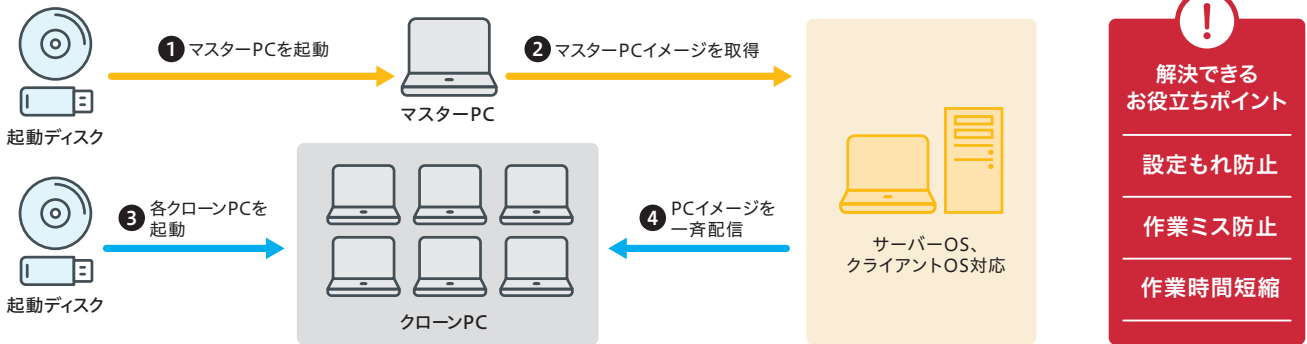 ❶マスターPCを起動
❷マスターPCイメージを取得
起動ディスク
マスターPC
❸各クローンPCを
起動
❹PCイメージを
一斉配信
起動ディスク
クローンPC
サーバーOS、
クライアントOS対応
!
解決できる
お役立ちポイント
設定もれ防止
作業ミス防止
作業時間短縮